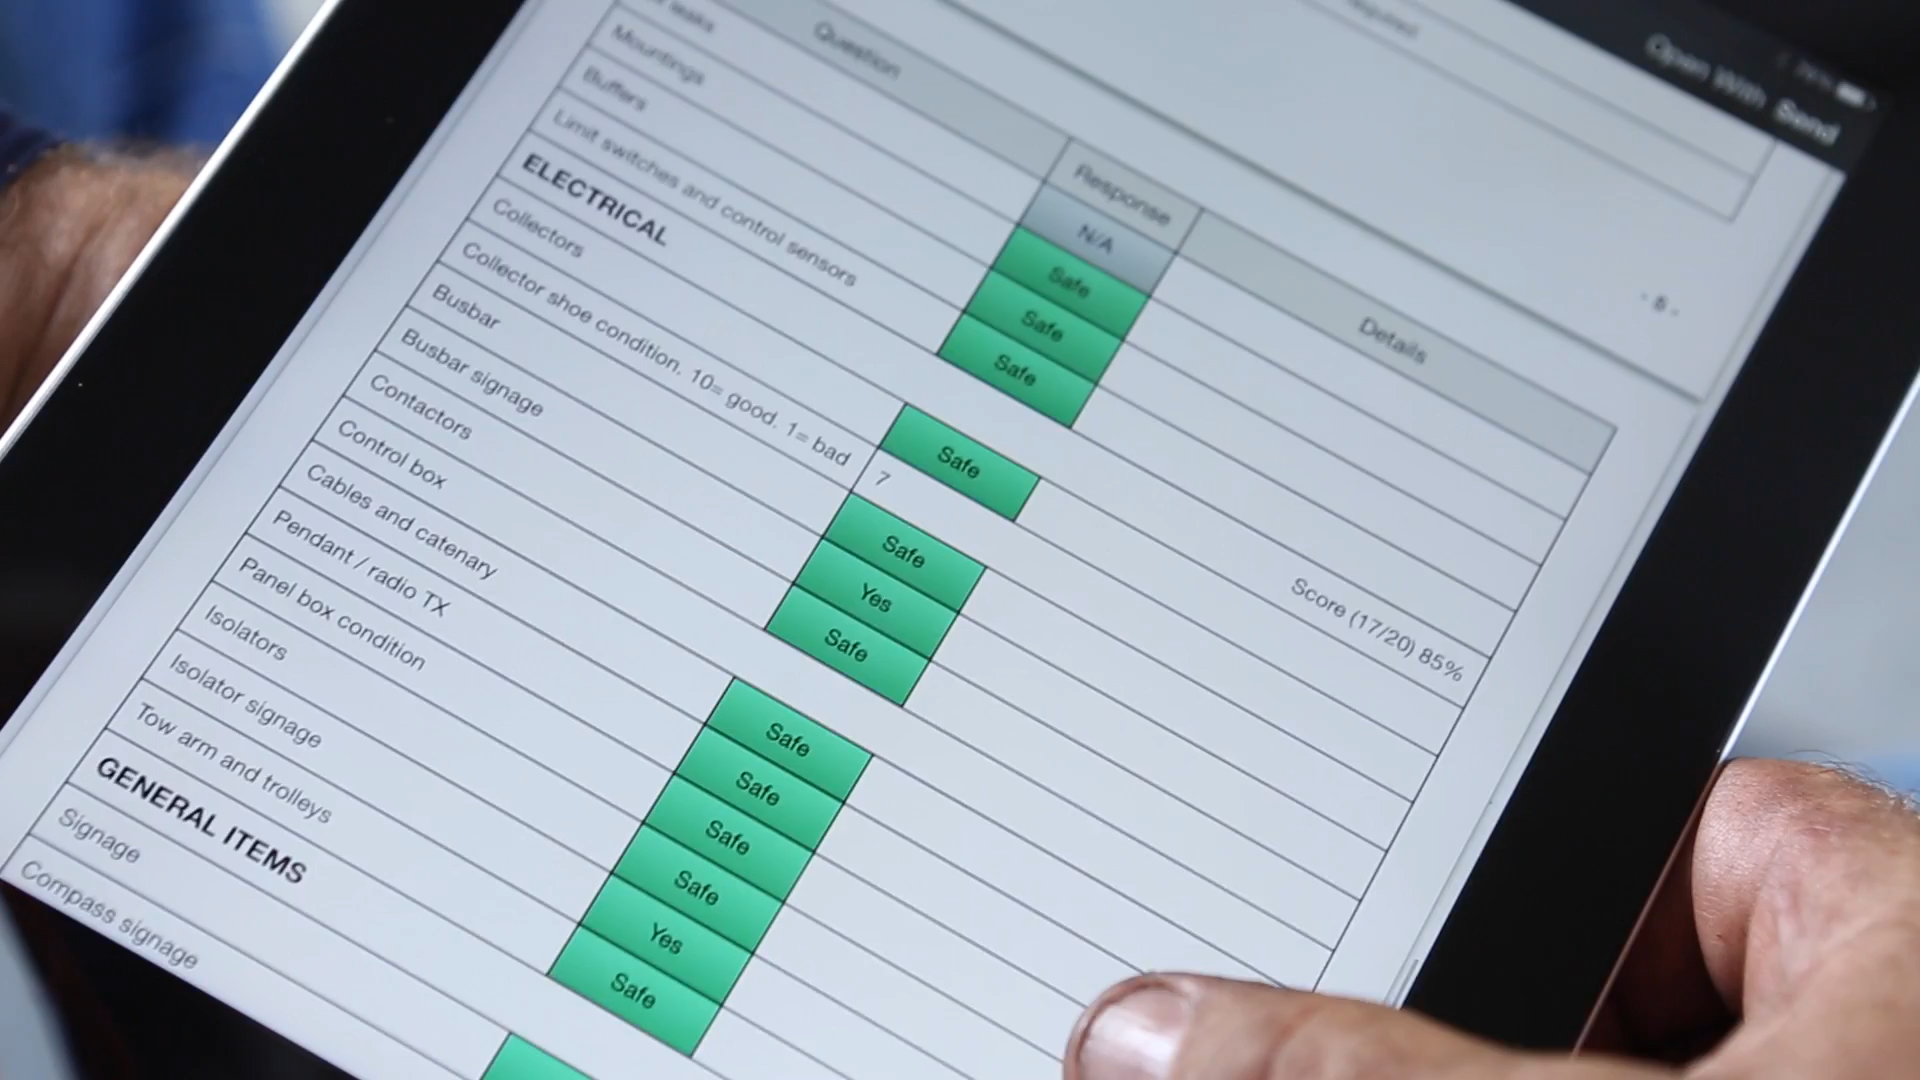 required
Open With Send
- 8 -
Question Response Details
leaks N/A
Mountings Safe
Buffers Safe
Limit switches and control sensors Safe
ELECTRICAL Score (17/20) 85%
Collectors Safe
Collector shoe condition. 10= good. 1= bad 7
Busbar Safe
Busbar signage Yes
Contactors Safe
Control box
Cables and catenary Safe
Pendant / radio TX Safe
Panel box condition Safe
Isolators Safe
Isolator signage Yes
Tow arm and trolleys Safe
GENERAL ITEMS
Signage
Compass signage